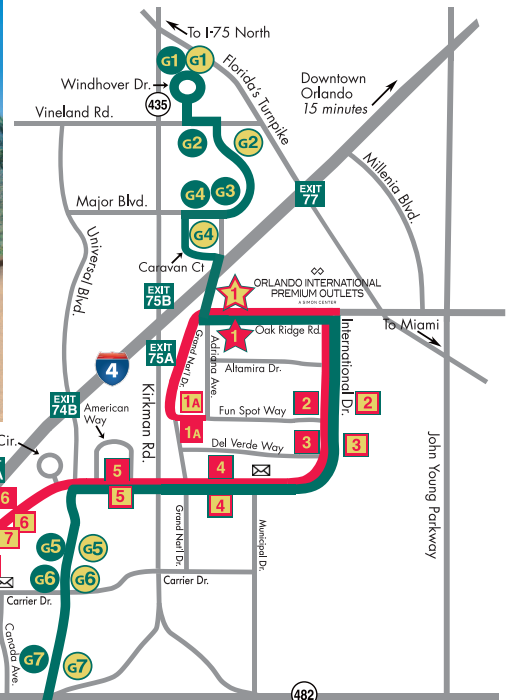 To I-75 North
G1
G1
Florida's Turnpike
Windhover Dr.
435
Downtown
Orlando
15 minutes
Vineland Rd.
G2
G2
Millenia Blvd.
G4
G3
EXIT
77
Major Blvd.
G4
Universal Blvd.
Caravan Ct
EXIT
75B
1
ORLANDO INTERNATIONAL
PREMIUM OUTLETS
A SIMON CENTER
To Miami
1
Oak Ridge Rd.
International Dr.
EXIT
75A
Grand Nat'l Dr.
Adriana Ave.
4
Altamira Dr.
Kirkman Rd.
EXIT
74B
American
Way
1A
2
2
Fun Spot Way
1A
Cir.
3
3
Del Verde Way
John Young Parkway
A
5
4
6
5
4
6
7
Grand Nat'l Dr.
Municipal Dr.
G5
G5
G6
G6
Carrier Dr.
Carrier Dr.
Canada Ave.
G7
G7
482